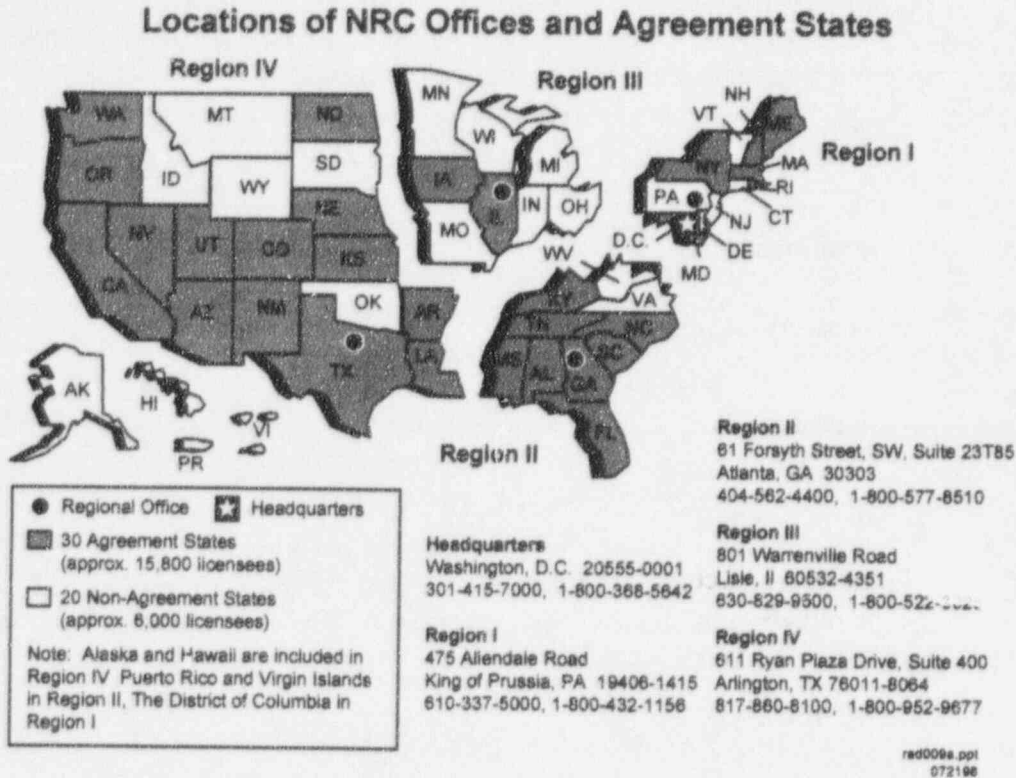 Locations of NRC Offices and Agreement States
Region IV
Region III
Region I
WA
MT
ND
OR
ID
WY
SD
NE
NV
UT
CO
KS
CA
AZ
NM
OK
AR
TX
LA
AK
HI
PR
VI
MN
WI
MI
IA
IL
IN
OH
MO
VT
NH
ME
NY
MA
RI
CT
PA
NJ
DE
MD
D.C.
WV
VA
KY
TN
NC
SC
MS
AL
GA
FL
Region II
Regional Office
Headquarters
30 Agreement States
(approx. 15,800 licensees)
20 Non-Agreement States
(approx. 6,000 licensees)
Note: Alaska and Hawaii are included in
Region IV Puerto Rico and Virgin Islands
in Region II, The District of Columbia in
Region I
Headquarters
Washington, D.C. 20555-0001
301-415-7000, 1-800-368-5642
Region I
475 Allendale Road
King of Prussia, PA 19406-1415
610-337-5000, 1-800-432-1156
Region II
61 Forsyth Street, SW, Suite 23T85
Atlanta, GA 30303
404-562-4400, 1-800-577-8510
Region III
801 Warrenville Road
Lisle, Il 60532-4351
630-829-9500,
Region IV
611 Ryan Plaza Drive, Suite 400
Arlington, TX 76011-8064
817-860-8100, 1-800-952-9677
rad009a.ppt
072198